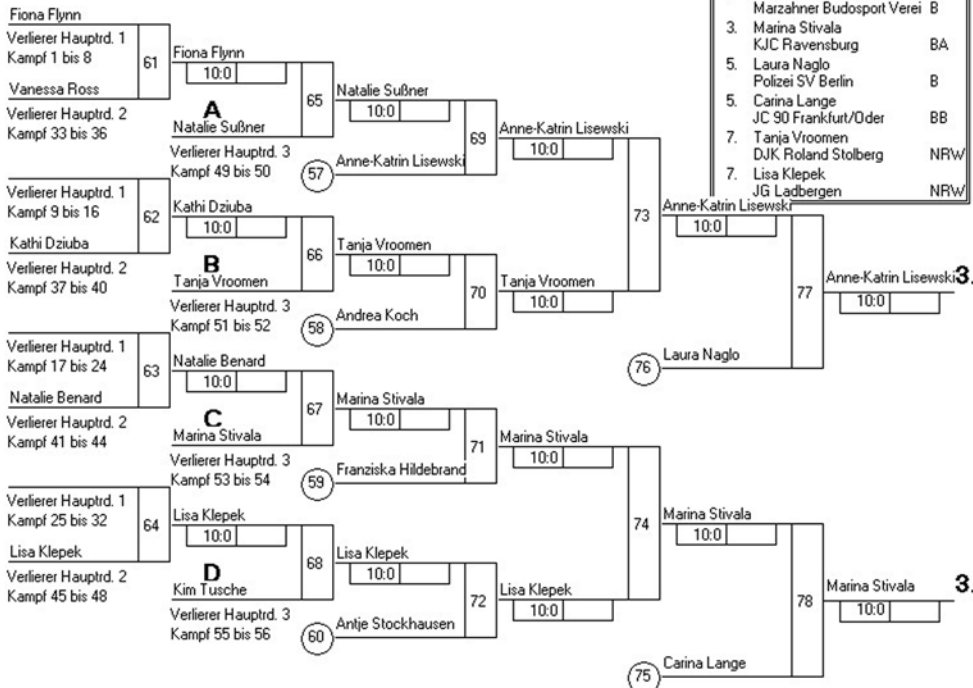 Fiona Flynn
Verlierer Hauptrd. 1
Kampf 1 bis 8
Vanessa Ross
Verlierer Hauptrd. 2
Kampf 33 bis 36
61
Fiona Flynn
10:0
A
Natalie Sußner
Verlierer Hauptrd. 3
Kampf 49 bis 50
65
Natalie Sußner
10:0
57
Anne-Katrin Lisewski
69
Anne-Katrin Lisewski
10:0
Verlierer Hauptrd. 1
Kampf 9 bis 16
Kathi Dziuba
Verlierer Hauptrd. 2
Kampf 37 bis 40
62
Kathi Dziuba
10:0
B
Tanja Vroomen
Verlierer Hauptrd. 3
Kampf 51 bis 52
66
Tanja Vroomen
10:0
58
Andrea Koch
70
Tanja Vroomen
10:0
73
Anne-Katrin Lisewski
10:0
76
Laura Naglo
77
Anne-Katrin Lisewski 3.
10:0
Verlierer Hauptrd. 1
Kampf 17 bis 24
Natalie Benard
Verlierer Hauptrd. 2
Kampf 41 bis 44
63
Natalie Benard
10:0
C
Marina Stivala
Verlierer Hauptrd. 3
Kampf 53 bis 54
67
Marina Stivala
10:0
59
Franziska Hildebrand
71
Marina Stivala
10:0
Verlierer Hauptrd. 1
Kampf 25 bis 32
Lisa Klepek
Verlierer Hauptrd. 2
Kampf 45 bis 48
64
Lisa Klepek
10:0
D
Kim Tusche
Verlierer Hauptrd. 3
Kampf 55 bis 56
68
Lisa Klepek
10:0
60
Antje Stockhausen
72
Lisa Klepek
10:0
74
Marina Stivala
10:0
75
Carina Lange
78
Marina Stivala 3.
10:0
Marzahner Budosport Verei B
3. Marina Stivala
KJC Ravensburg BA
5. Laura Naglo
Polizei SV Berlin B
5. Carina Lange
JC 90 Frankfurt/Oder BB
7. Tanja Vroomen
DJK Roland Stolberg NRW
7. Lisa Klepek
JG Ladbergen NRW